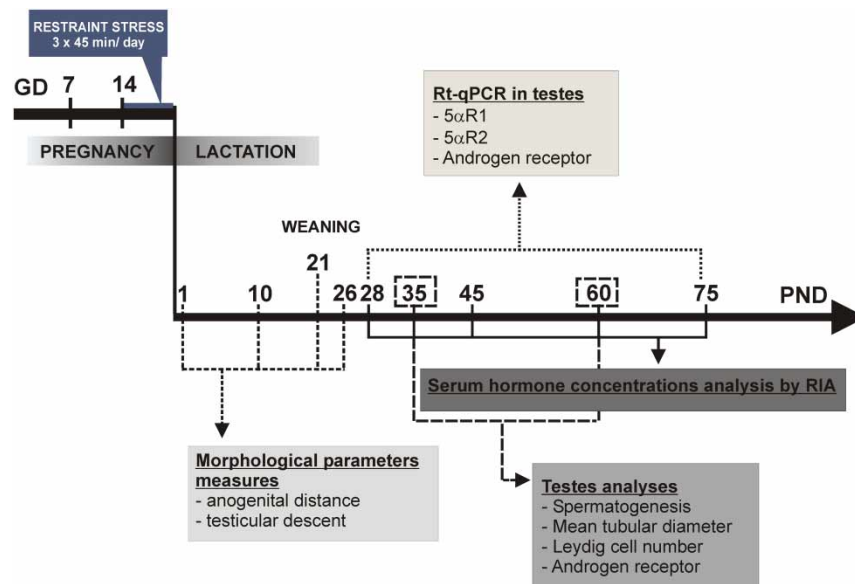 RESTRAINT STRESS
3 x 45 min/ day
GD 7 14
PREGNANCY LACTATION
Rt-qPCR in testes
- 5αR1
- 5αR2
- Androgen receptor
WEANING
1 10 21 26 28 35 45 60 75 PND
Serum hormone concentrations analysis by RIA
Morphological parameters
measures
- anogenital distance
- testicular descent
Testes analyses
- Spermatogenesis
- Mean tubular diameter
- Leydig cell number
- Androgen receptor